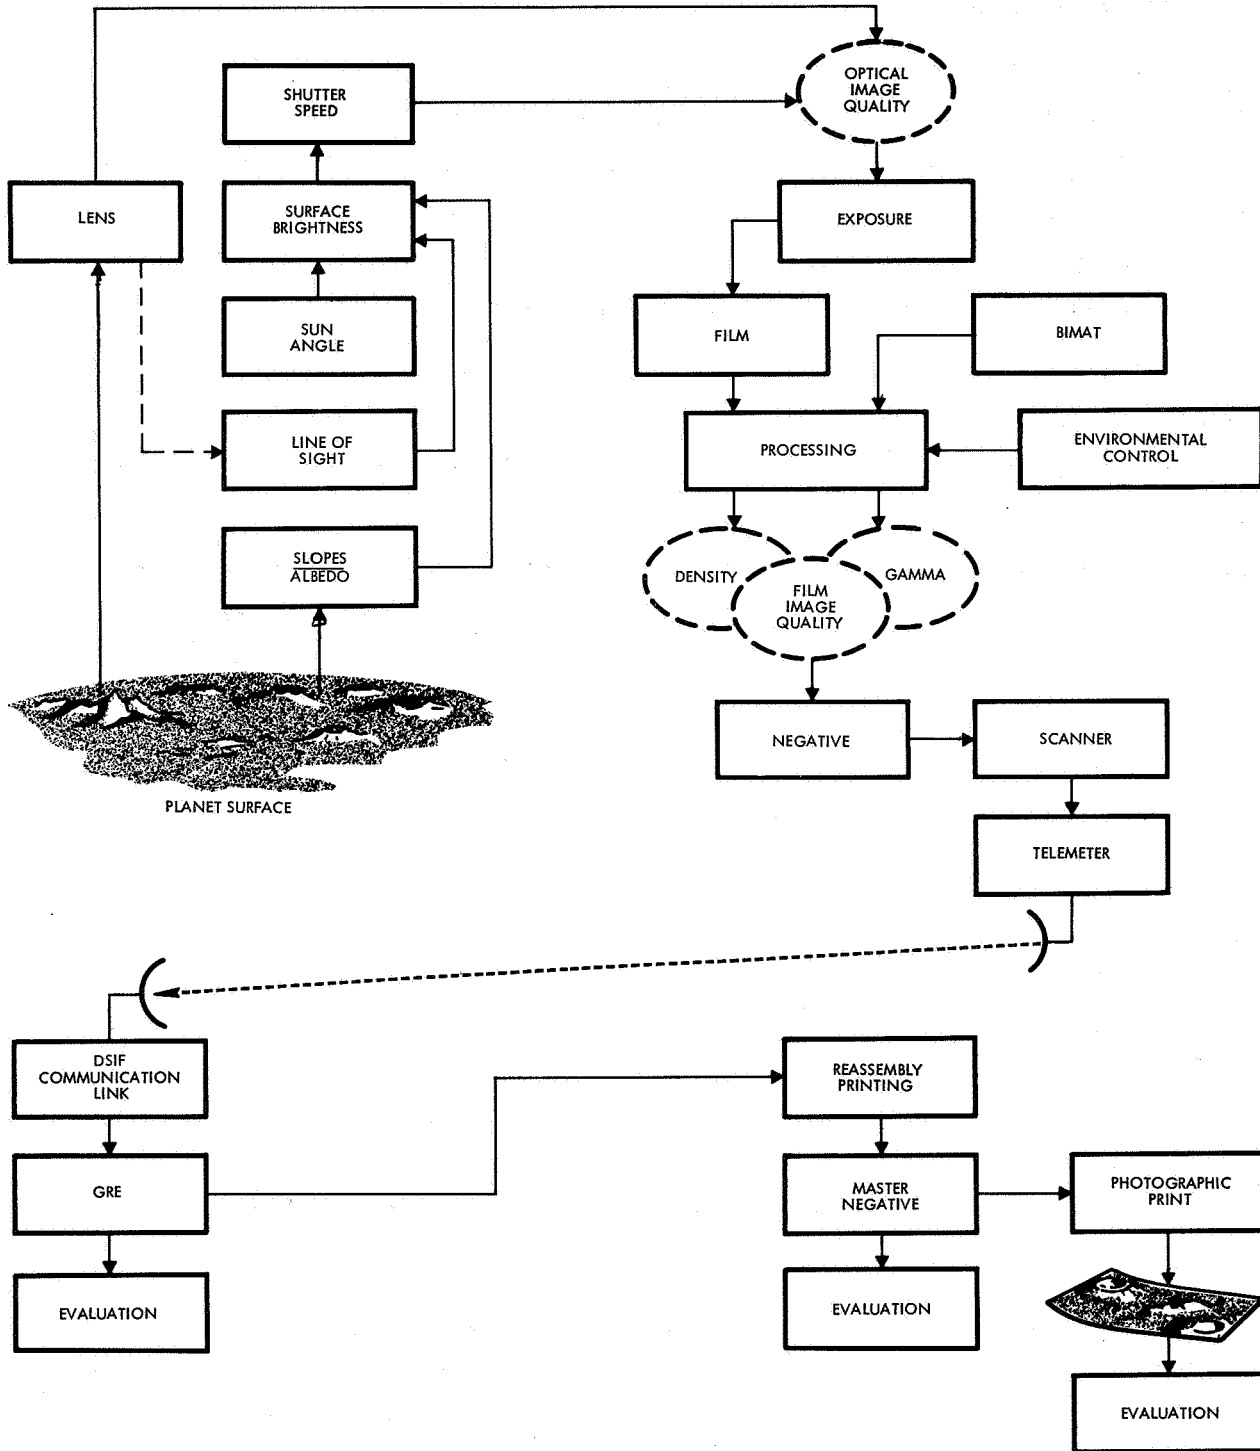 OPTICAL
IMAGE
QUALITY
SHUTTER
SPEED
LENS
SURFACE
BRIGHTNESS
EXPOSURE
SUN
ANGLE
FILM
BIMAT
LINE OF
SIGHT
PROCESSING
ENVIRONMENTAL
CONTROL
SLOPES
ALBEDO
DENSITY
FILM
IMAGE
QUALITY
GAMMA
NEGATIVE
SCANNER
PLANET SURFACE
TELEMETER
DSIF
COMMUNICATION
LINK
REASSEMBLY
PRINTING
GRE
MASTER
NEGATIVE
PHOTOGRAPHIC
PRINT
EVALUATION
EVALUATION
EVALUATION